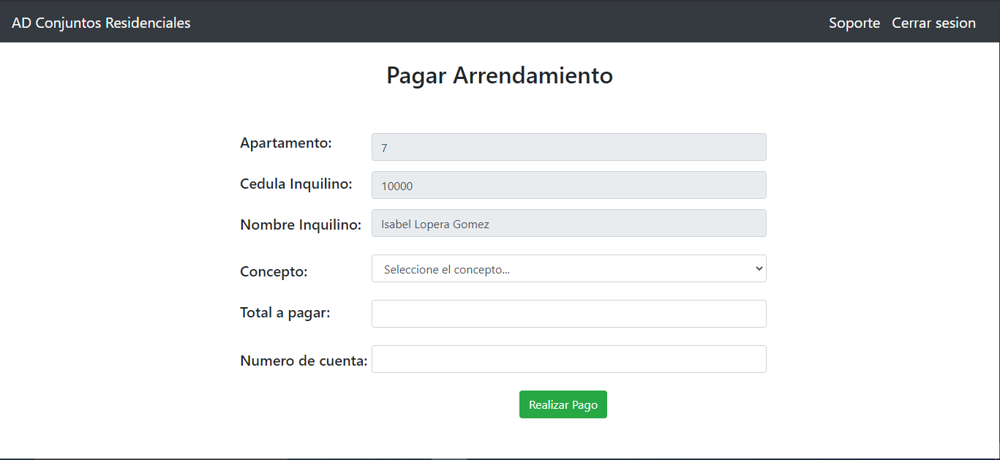 AD Conjuntos Residenciales Soporte Cerrar sesion
Pagar Arrendamiento
Apartamento: 7
Cedula Inquilino: 10000
Nombre Inquilino: Isabel Lopera Gomez
Concepto: Seleccione el concepto...
Total a pagar:
Numero de cuenta:
Realizar Pago